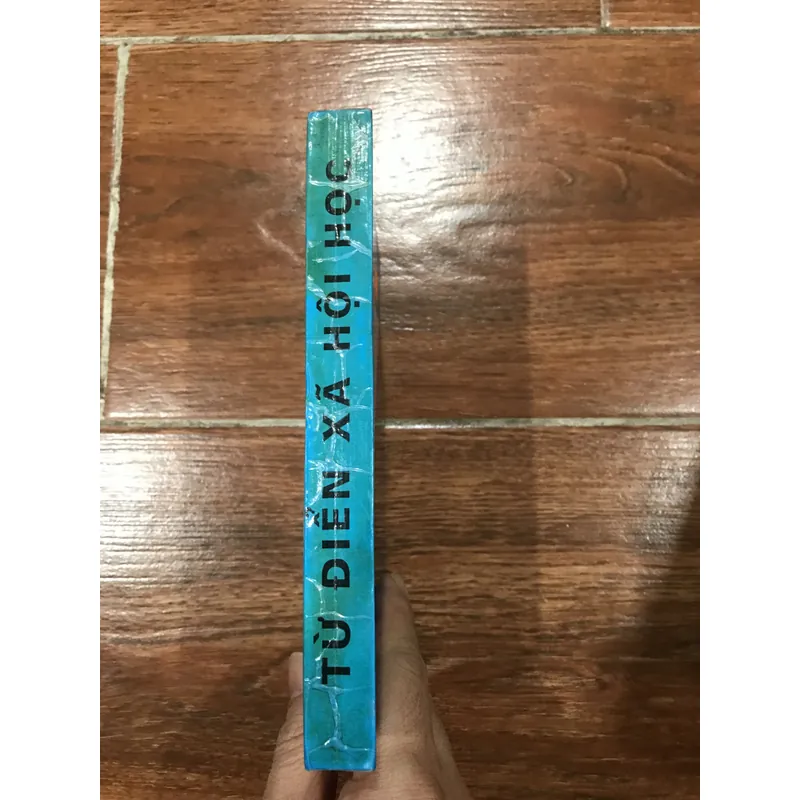 TỪ ĐIỂN XÃ HỘI HỌC